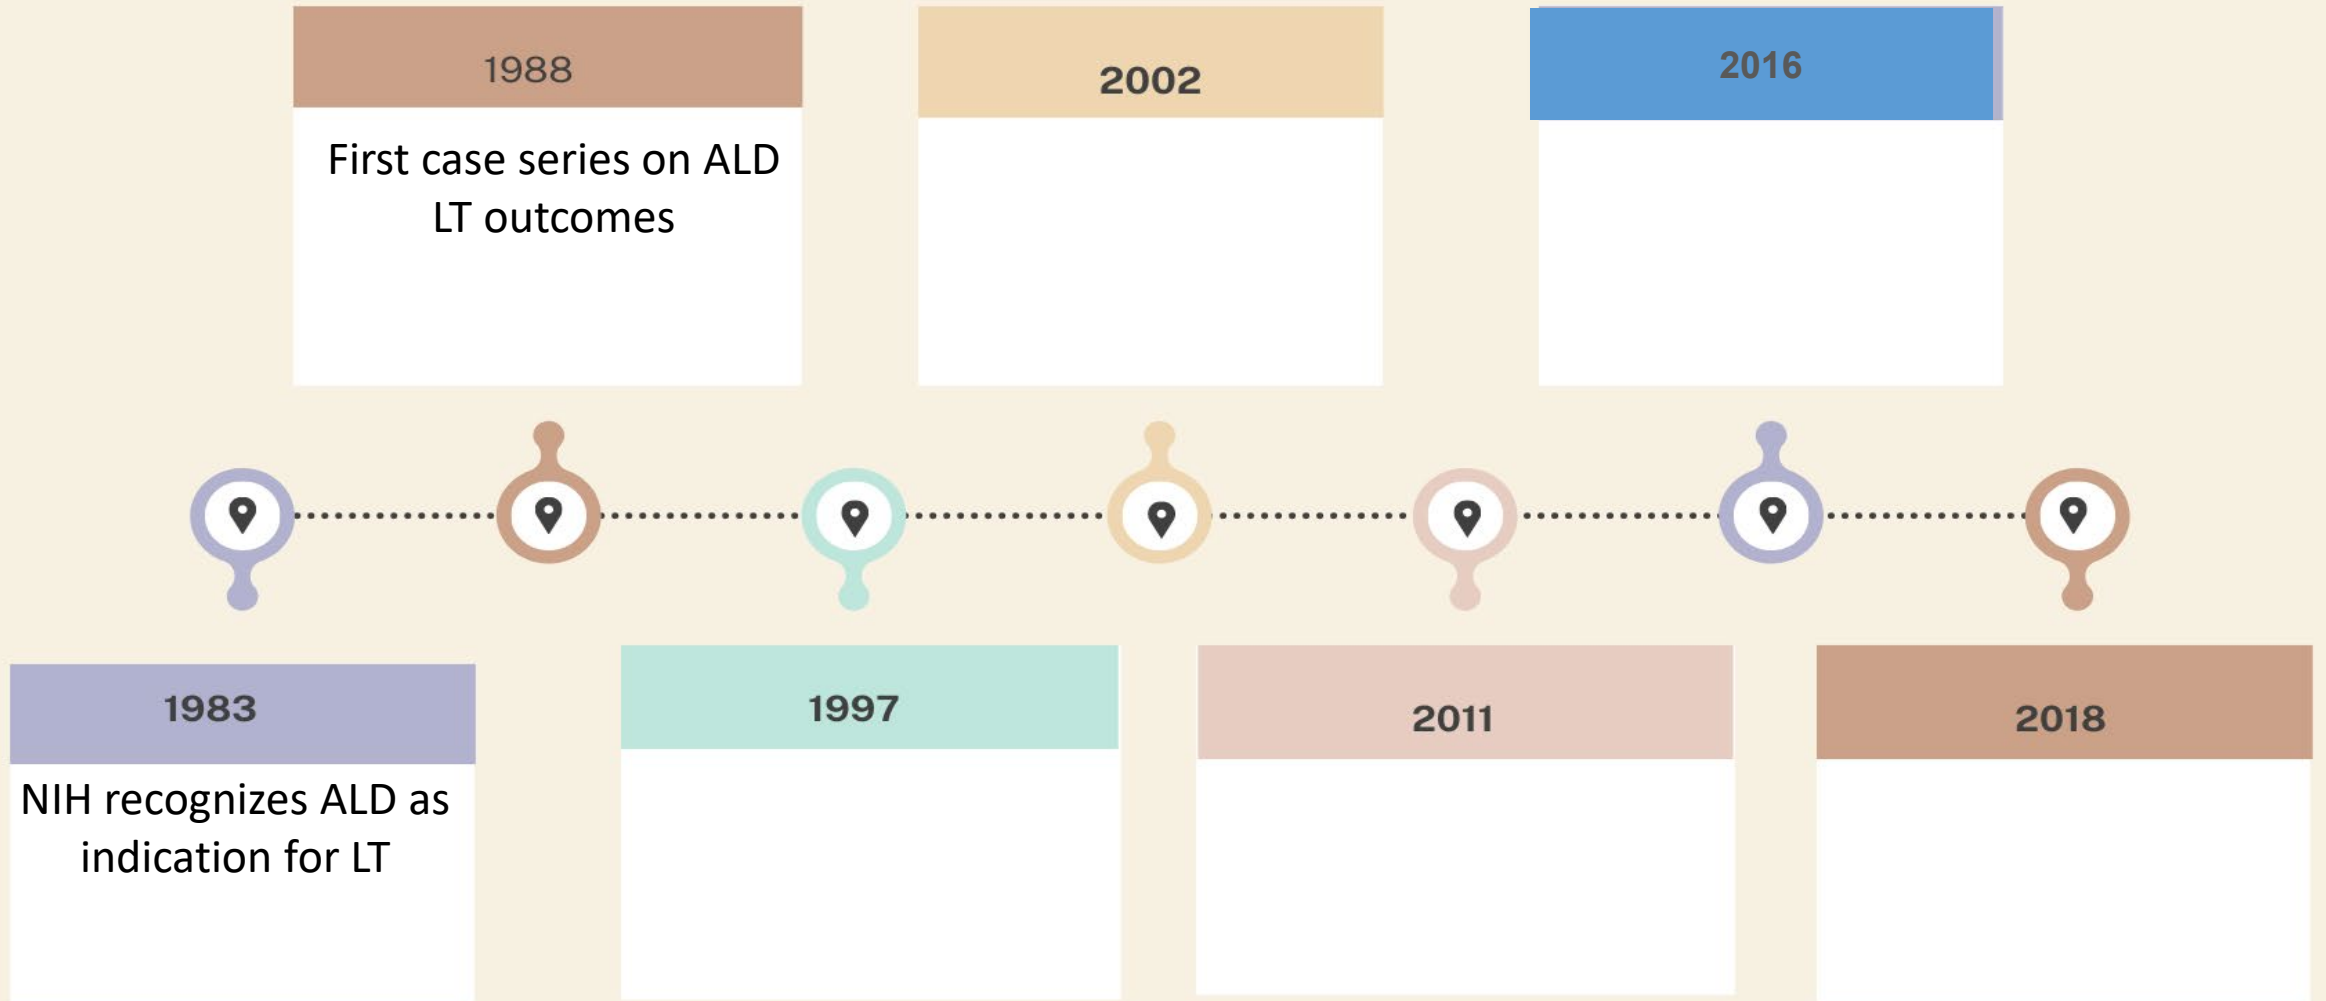 1988
First case series on ALD
LT outcomes
2002
2016
1983
NIH recognizes ALD as
indication for LT
1997
2011
2018